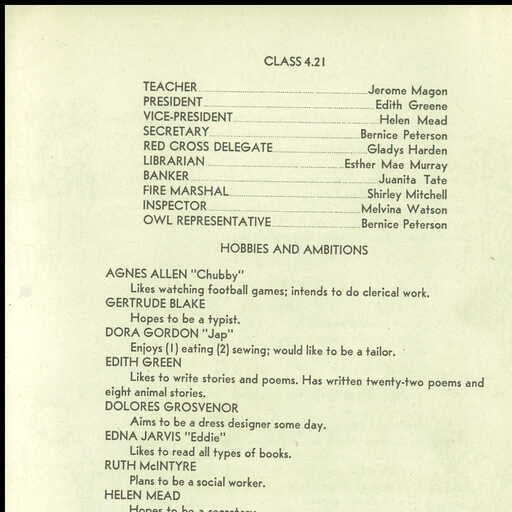 CLASS 4.21
TEACHER Jerome Magon
PRESIDENT Edith Greene
VICE-PRESIDENT Helen Mead
SECRETARY Bernice Peterson
RED CROSS DELEGATE Gladys Harden
LIBRARIAN Esther Mae Murray
BANKER Juanita Tate
FIRE MARSHAL Shirley Mitchell
INSPECTOR Melvina Watson
OWL REPRESENTATIVE Bernice Peterson
HOBBIES AND AMBITIONS
AGNES ALLEN "Chubby"
Likes watching football games; intends to do clerical work.
GERTRUDE BLAKE
Hopes to be a typist.
DORA GORDON "Jap"
Enjoys (1) eating (2) sewing; would like to be a tailor.
EDITH GREEN
Likes to write stories and poems. Has written twenty-two poems and
eight animal stories.
DOLORES GROSVENOR
Aims to be a dress designer some day.
EDNA JARVIS "Eddie"
Likes to read all types of books.
RUTH McINTYRE
Plans to be a social worker.
HELEN MEAD
Hopes to be a secretary.